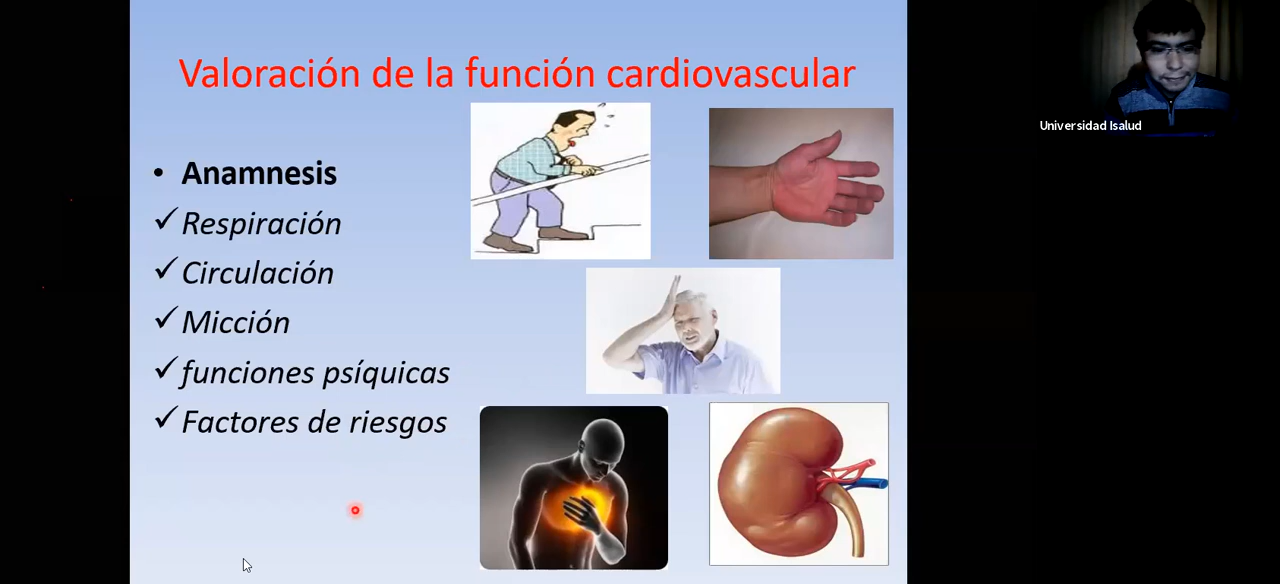 Valoración de la función cardiovascular
Universidad Isalud
• Anamnesis
✓ Respiración
✓ Circulación
✓ Micción
✓ funciones psíquicas
✓ Factores de riesgos